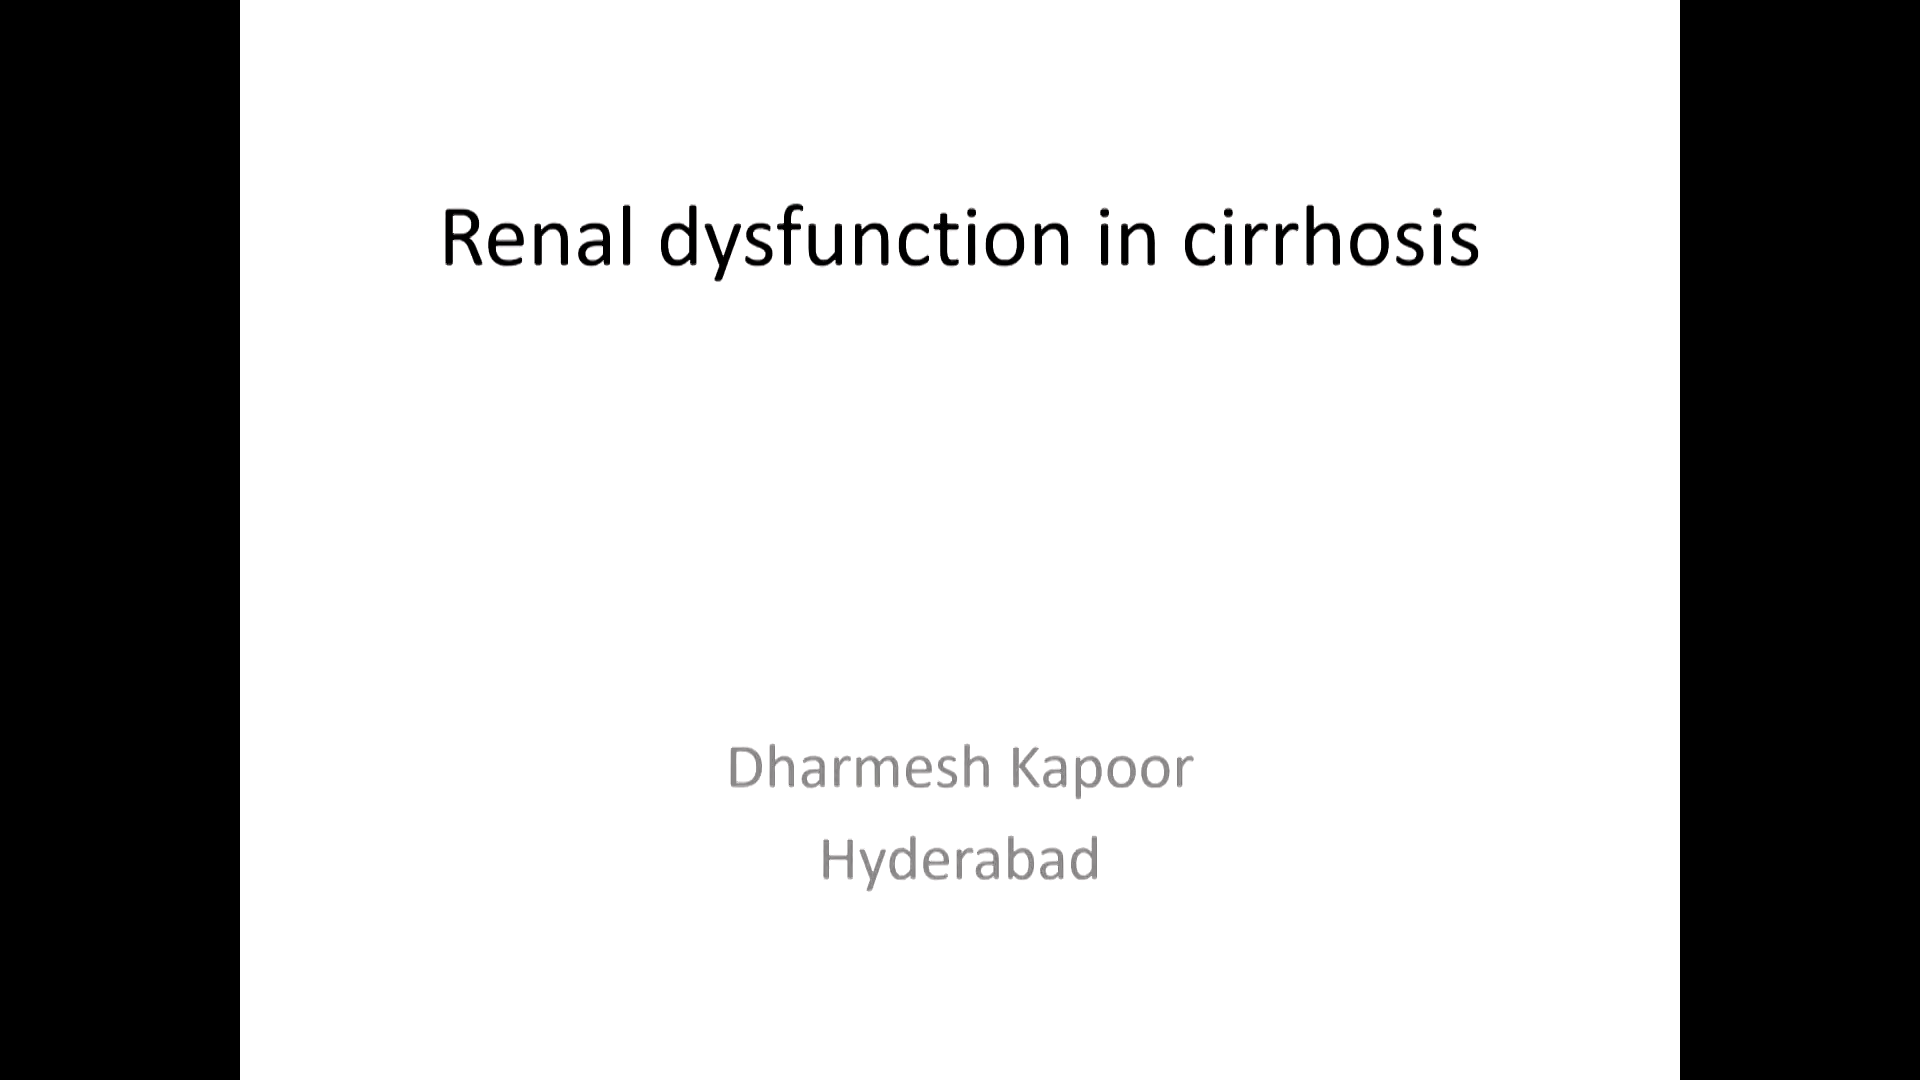 Renal dysfunction in cirrhosis
Dharmesh Kapoor
Hyderabad